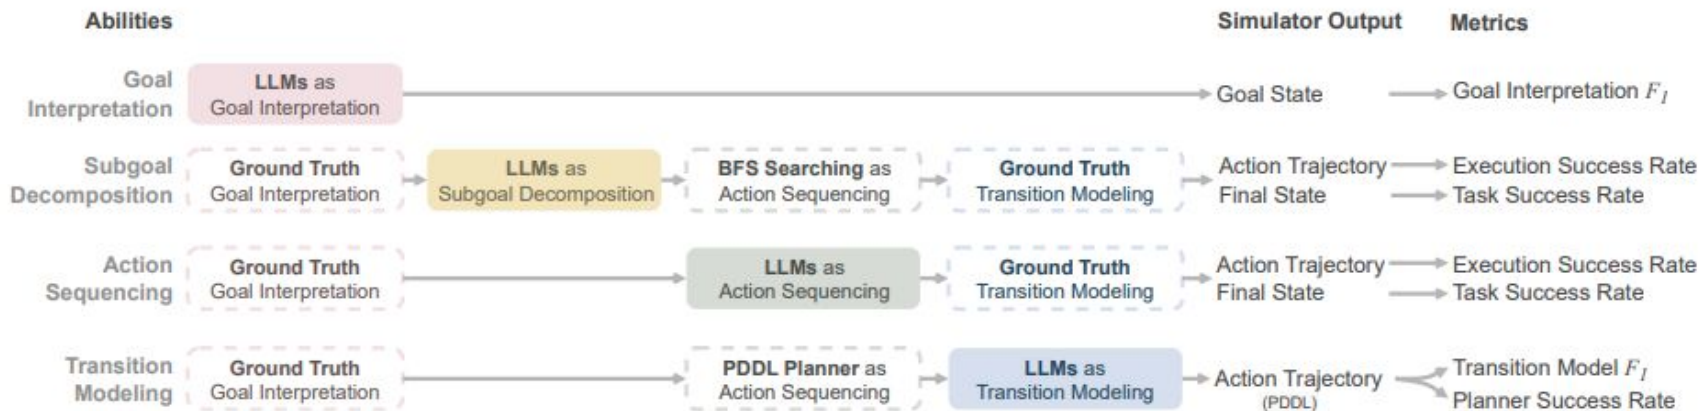 Abilities
Simulator Output
Metrics
Goal
Interpretation
LLMs as
Goal Interpretation
Goal State
Goal Interpretation F1
Subgoal
Decomposition
Ground Truth
Goal Interpretation
LLMs as
Subgoal Decomposition
BFS Searching as
Action Sequencing
Ground Truth
Transition Modeling
Action Trajectory
Final State
Execution Success Rate
Task Success Rate
Action
Sequencing
Ground Truth
Goal Interpretation
LLMs as
Action Sequencing
Ground Truth
Transition Modeling
Action Trajectory
Final State
Execution Success Rate
Task Success Rate
Transition
Modeling
Ground Truth
Goal Interpretation
PDDL Planner as
Action Sequencing
LLMs as
Transition Modeling
Action Trajectory
(PDDL)
Transition Model F1
Planner Success Rate